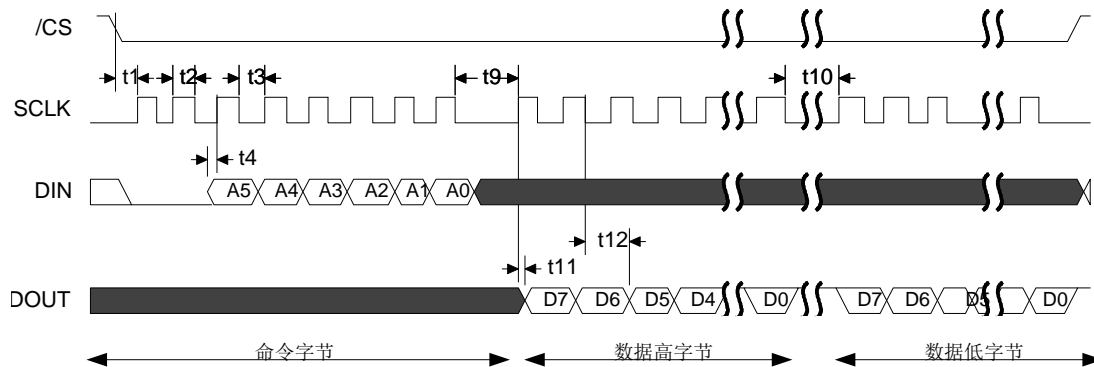 /CS
t1 t2 t3 t9 t10
SCLK
t4
DIN A5 A4 A3 A2 A1 A0
t12
t11
DOUT D7 D6 D5 D4 D0 D7 D6 D5 D0
命令字节 数据高字节 数据低字节